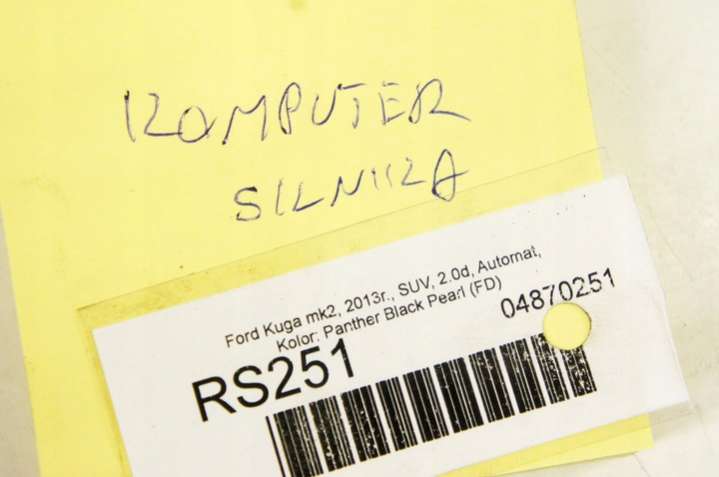 KOMPUTER
SILNIKA
Ford Kuga mk2, 2013r., SUV, 2.0d, Automat,
Kolor: Panther Black Pearl (FD)
04870251
RS251